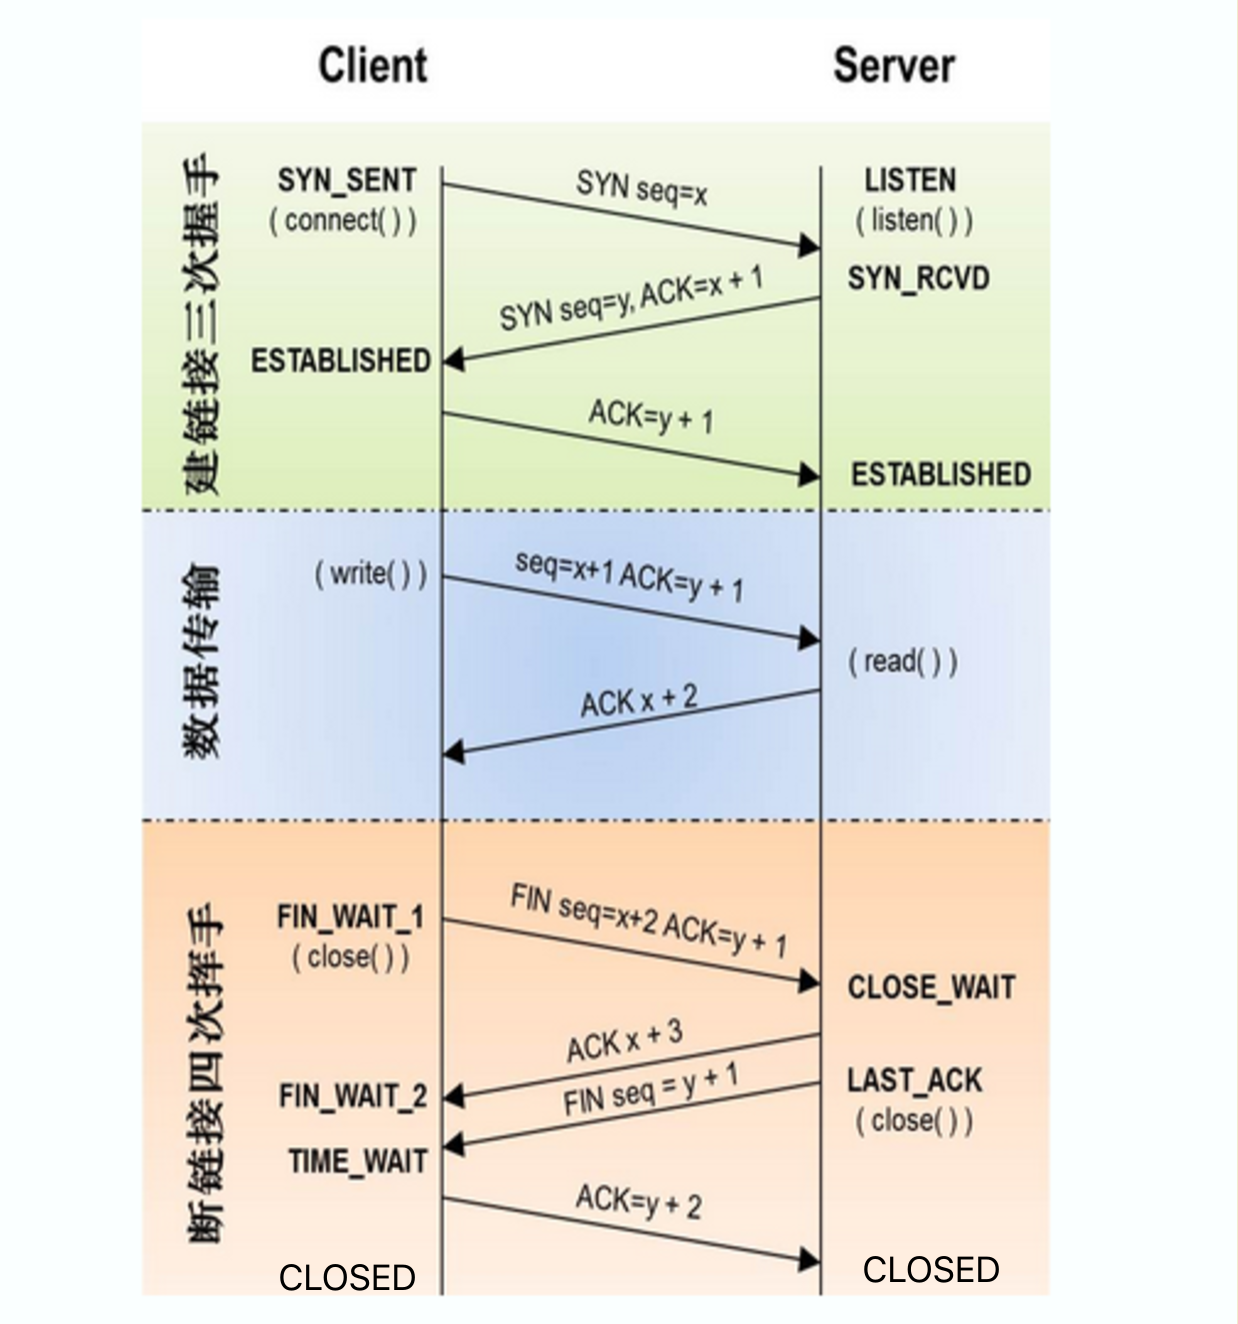 Client
Server
建链接三次握手
SYN_SENT
( connect( ) )
SYN seq=x
LISTEN
( listen( ) )
SYN_RCVD
SYN seq=y, ACK=x + 1
ESTABLISHED
ACK=y + 1
ESTABLISHED
数据传输
( write( ) )
seq=x+1 ACK=y + 1
( read( ) )
ACK x + 2
断链接四次挥手
FIN_WAIT_1
( close( ) )
FIN seq=x+2 ACK=y + 1
CLOSE_WAIT
ACK x + 3
FIN_WAIT_2
FIN seq = y + 1
LAST_ACK
( close( ) )
TIME_WAIT
ACK=y + 2
CLOSED
CLOSED